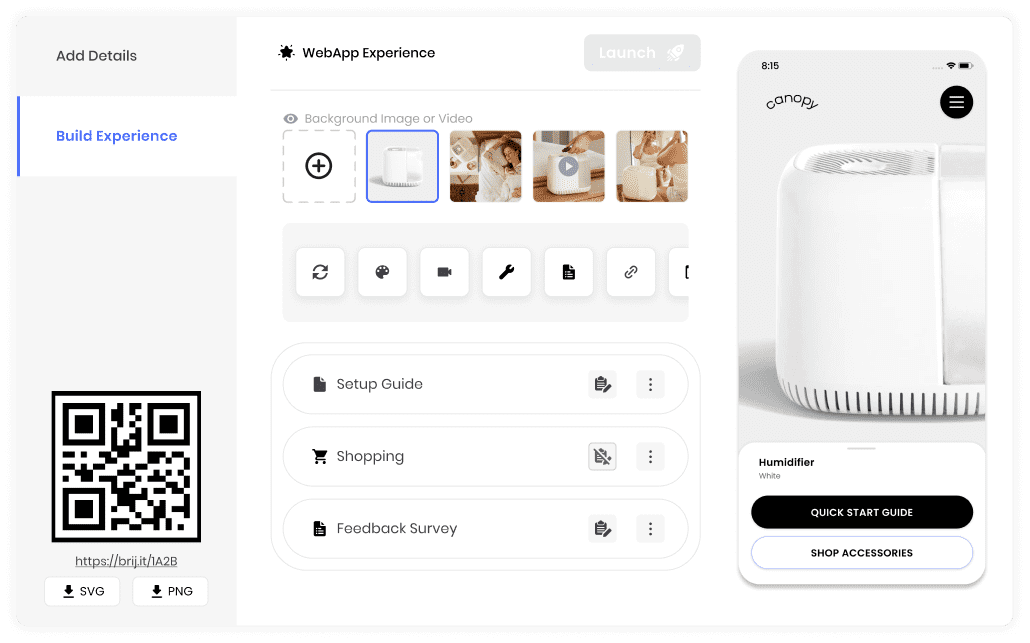 Add Details
Build Experience
https://brij.it/1A2B
SVG
PNG
WebApp Experience
Launch
Background Image or Video
Setup Guide
Shopping
Feedback Survey
8:15
canopy
Humidifier
White
QUICK START GUIDE
SHOP ACCESSORIES